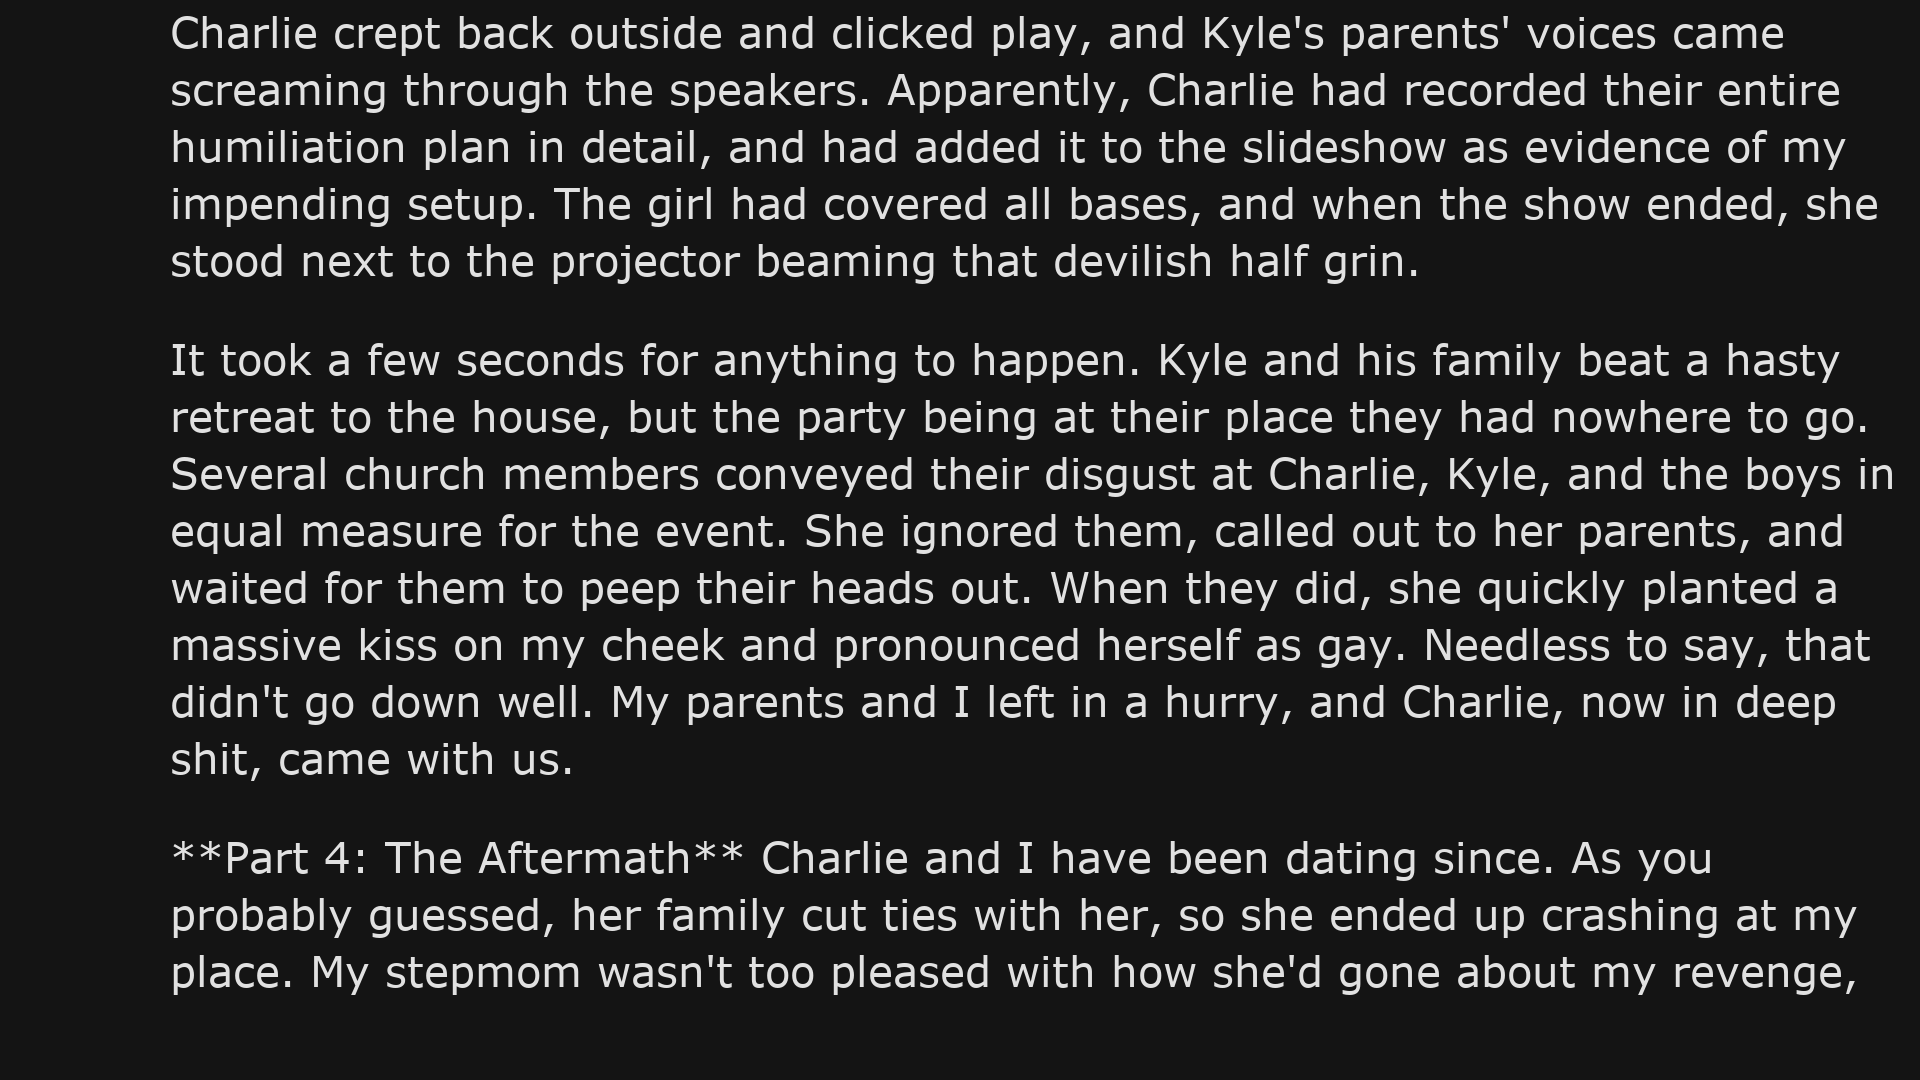 Charlie crept back outside and clicked play, and Kyle's parents' voices came
screaming through the speakers. Apparently, Charlie had recorded their entire
humiliation plan in detail, and had added it to the slideshow as evidence of my
impending setup. The girl had covered all bases, and when the show ended, she
stood next to the projector beaming that devilish half grin.
It took a few seconds for anything to happen. Kyle and his family beat a hasty
retreat to the house, but the party being at their place they had nowhere to go.
Several church members conveyed their disgust at Charlie, Kyle, and the boys in
equal measure for the event. She ignored them, called out to her parents, and
waited for them to peep their heads out. When they did, she quickly planted a
massive kiss on my cheek and pronounced herself as gay. Needless to say, that
didn't go down well. My parents and I left in a hurry, and Charlie, now in deep
shit, came with us.
**Part 4: The Aftermath** Charlie and I have been dating since. As you
probably guessed, her family cut ties with her, so she ended up crashing at my
place. My stepmom wasn't too pleased with how she'd gone about my revenge,